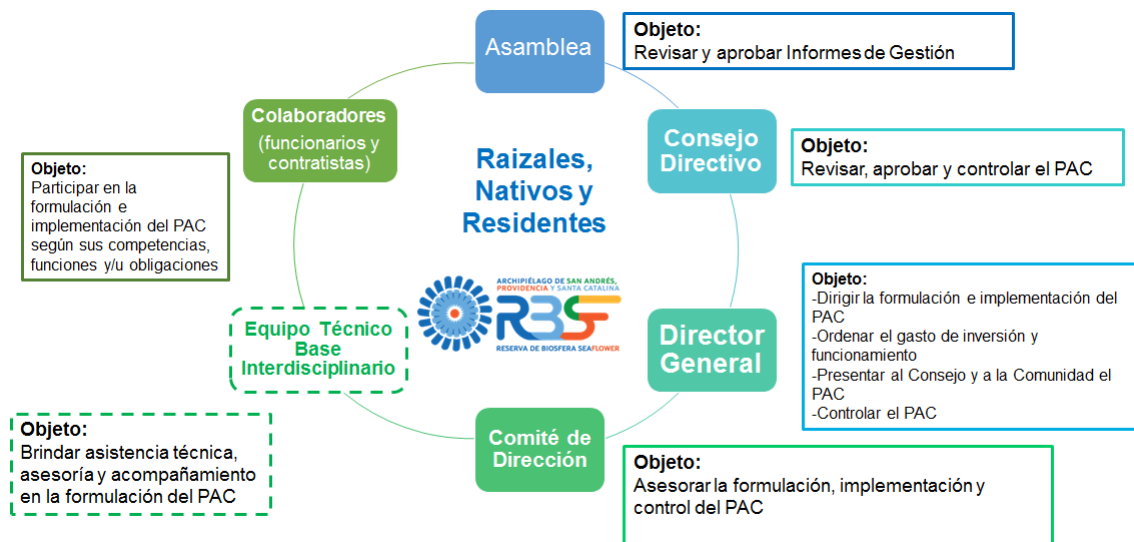 Asamblea
Objeto:
Revisar y aprobar Informes de Gestión
Consejo
Directivo
Objeto:
Revisar, aprobar y controlar el PAC
Director
General
Objeto:
-Dirigir la formulación e implementación del
PAC
-Ordenar el gasto de inversión y
funcionamiento
-Presentar al Consejo y a la Comunidad el
PAC
-Controlar el PAC
Comité de
Dirección
Objeto:
Asesorar la formulación, implementación y
control del PAC
Equipo Técnico
Base
Interdisciplinario
Objeto:
Brindar asistencia técnica,
asesoría y acompañamiento
en la formulación del PAC
Colaboradores
(funcionarios y
contratistas)
Objeto:
Participar en la
formulación e
implementación del PAC
según sus competencias,
funciones y/u obligaciones
Raizales,
Nativos y
Residentes
ARCHIPIÉLAGO DE SAN ANDRÉS,
PROVIDENCIA Y SANTA CATALINA
RBSF
RESERVA DE BIOSFERA SEAFLOWER